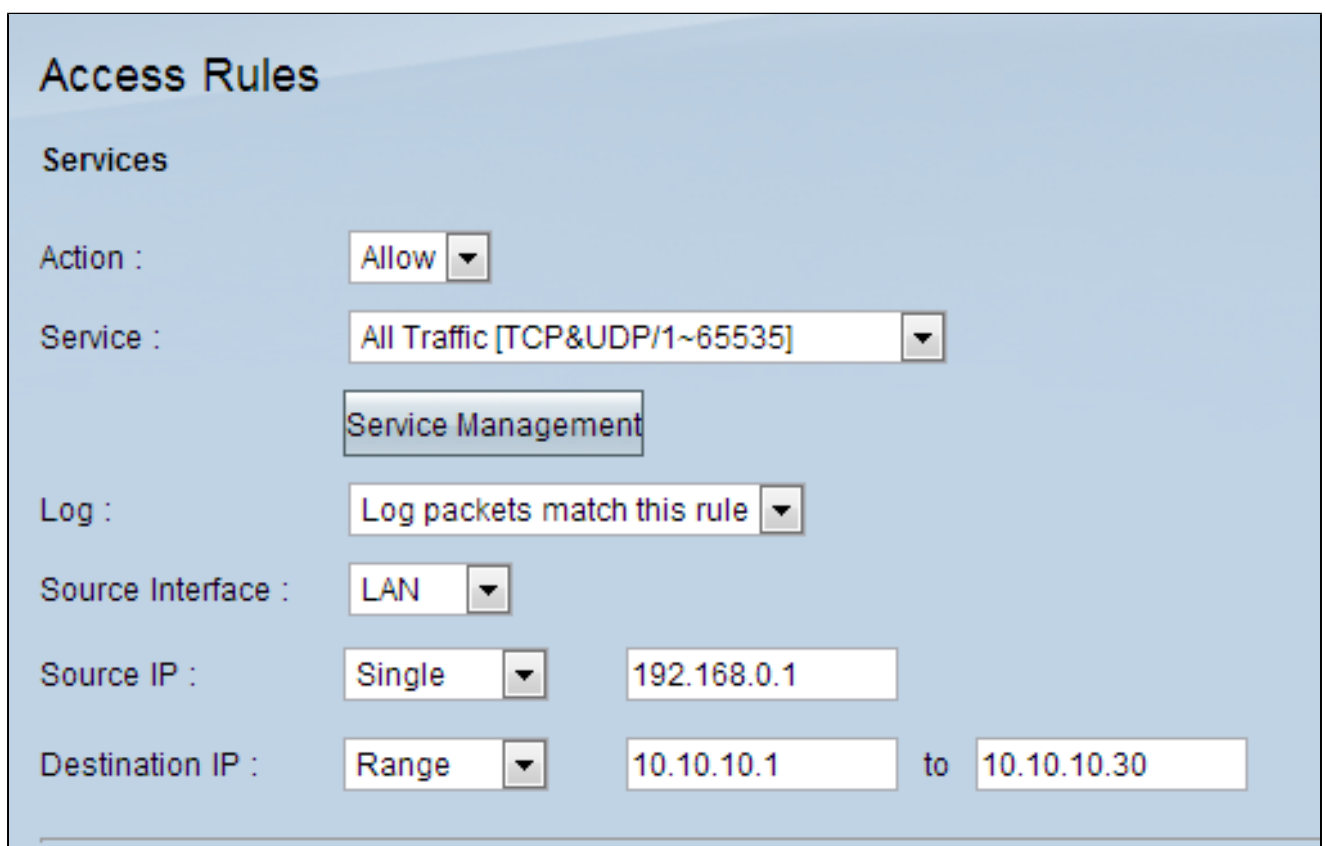 Access Rules
Services
Action : Allow
Service : All Traffic [TCP&UDP/1~65535]
Service Management
Log : Log packets match this rule
Source Interface : LAN
Source IP : Single 192.168.0.1
Destination IP : Range 10.10.10.1 to 10.10.10.30